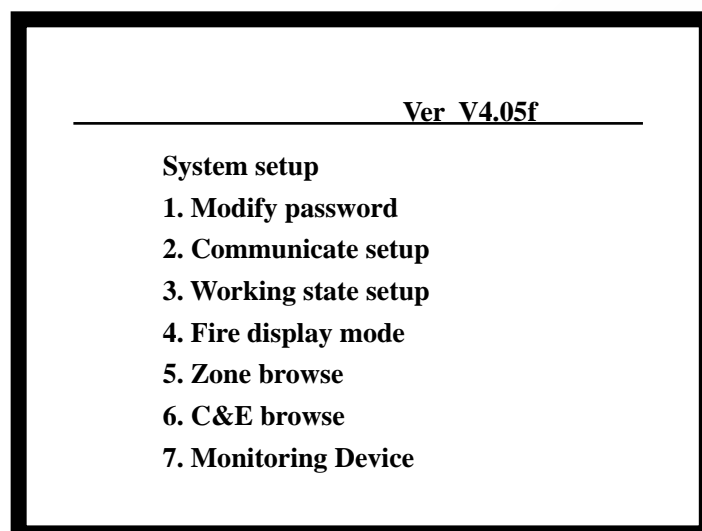 Ver V4.05f
System setup
1. Modify password
2. Communicate setup
3. Working state setup
4. Fire display mode
5. Zone browse
6. C&E browse
7. Monitoring Device